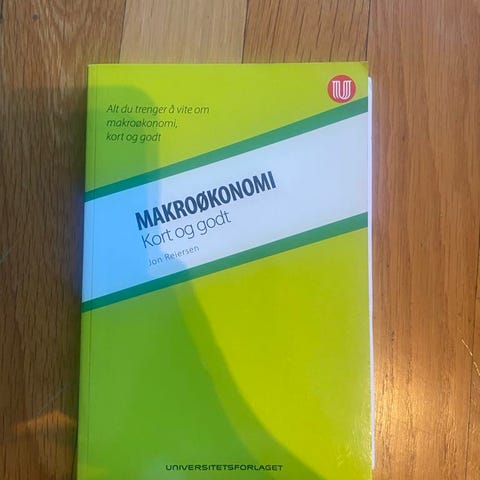 Alt du trenger å vite om
makroøkonomi,
kort og godt
MAKROØKONOMI
Kort og godt
Jon Reiersen
UNIVERSITETSFORLAGET